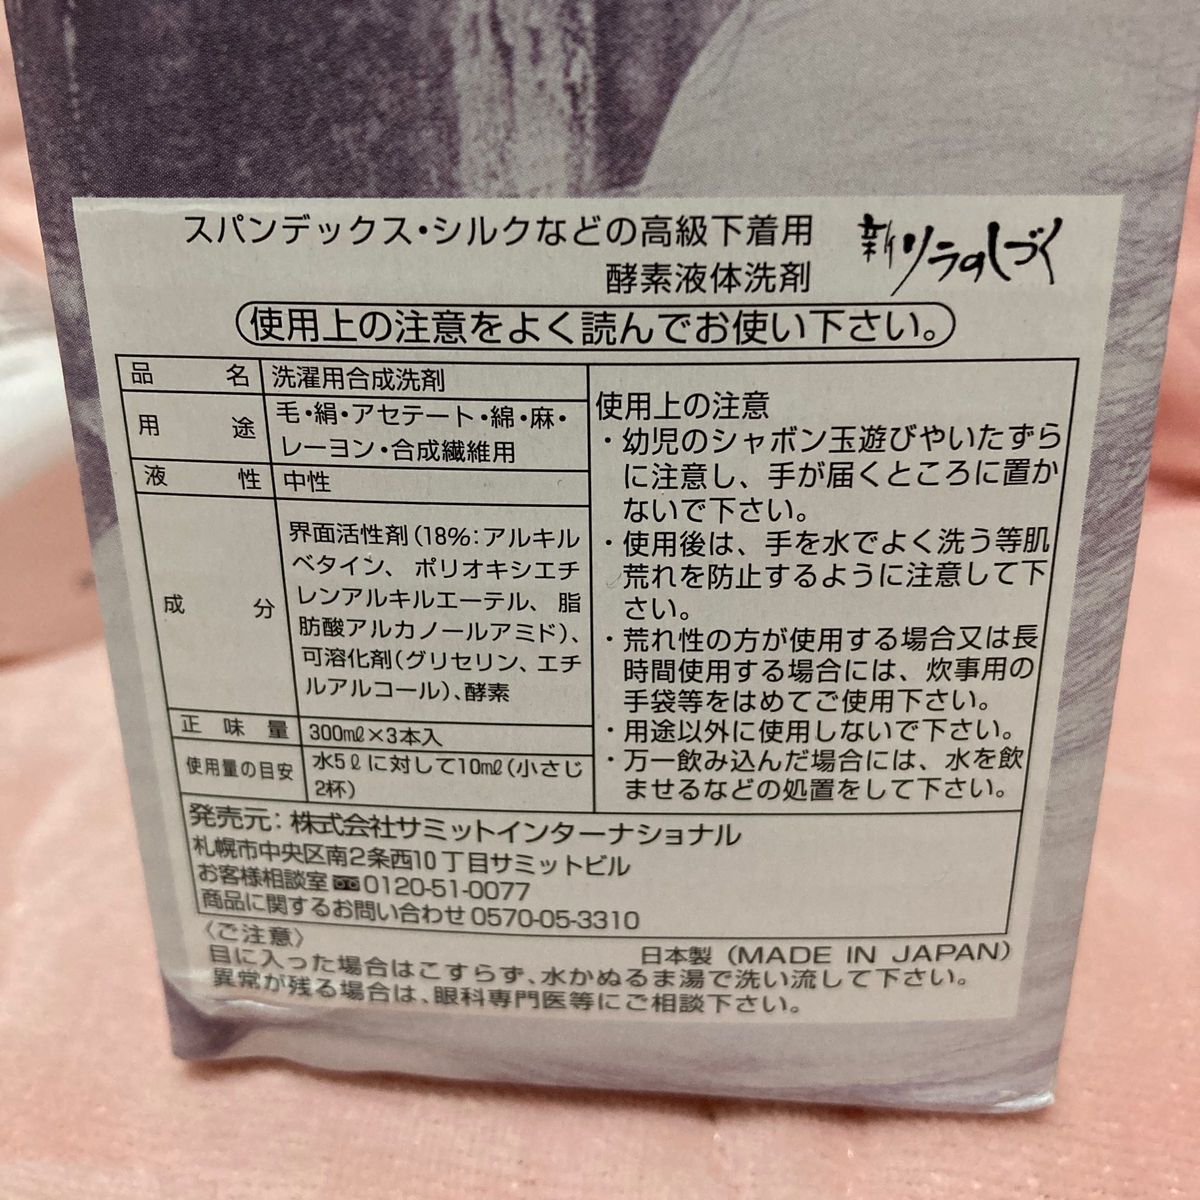 スパンデックス・シルクなどの高級下着用
酵素液体洗剤
新リラのしづく
使用上の注意をよく読んでお使い下さい。
品名 洗濯用合成洗剤
用途 毛・絹・アセテート・綿・麻・
レーヨン・合成繊維用
液性 中性
成分 界面活性剤(18%:アルキル
ベタイン、ポリオキシエチ
レンアルキルエーテル、脂
肪酸アルカノールアミド)、
可溶化剤(グリセリン、エチ
ルアルコール)、酵素
正味量 300㎖×3本入
使用量の目安 水5ℓに対して10㎖(小さじ
2杯)
使用上の注意
・幼児のシャボン玉遊びやいたずら
に注意し、手が届くところに置か
ないで下さい。
・使用後は、手を水でよく洗う等肌
荒れを防止するように注意して下
さい。
・荒れ性の方が使用する場合又は長
時間使用する場合には、炊事用の
手袋等をはめてご使用下さい。
・用途以外に使用しないで下さい。
・万一飲み込んだ場合には、水を飲
ませるなどの処置をして下さい。
発売元:株式会社サミットインターナショナル
札幌市中央区南2条西10丁目サミットビル
お客様相談室 0120-51-0077
商品に関するお問い合わせ 0570-05-3310
〈ご注意〉
日本製(MADE IN JAPAN)
目に入った場合はこすらず、水かぬるま湯で洗い流して下さい。
異常が残る場合は、眼科専門医等にご相談下さい。